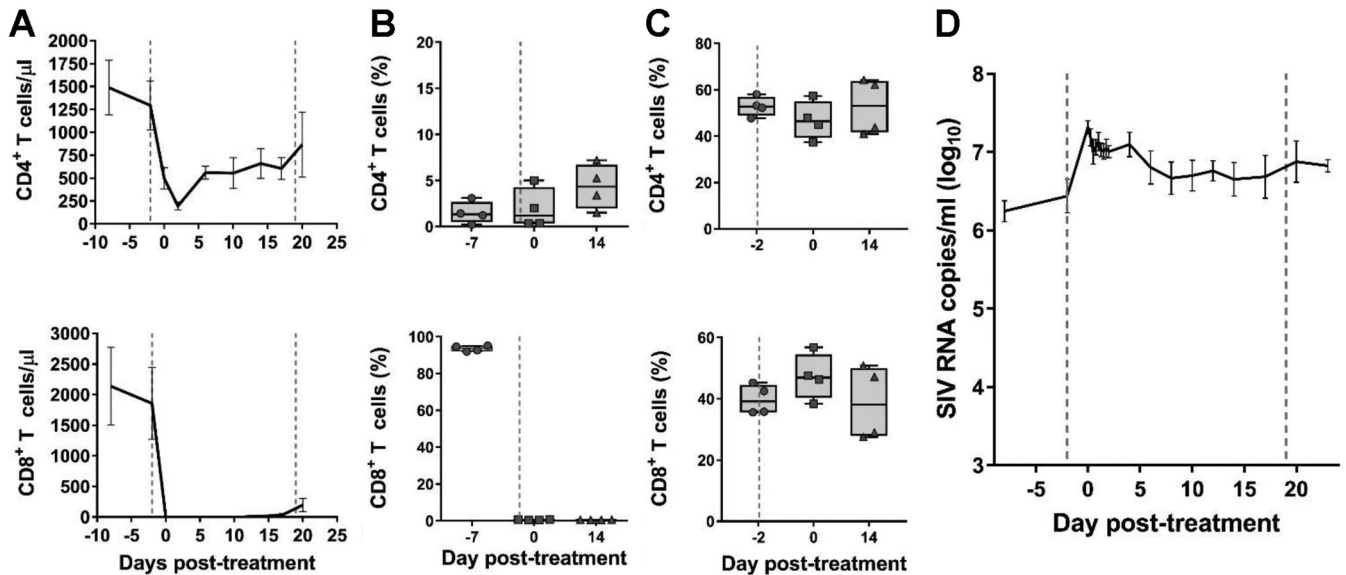 A
CD4+ T cells/μl
2000
1750
1500
1250
1000
750
500
250
0
-10 -5 0 5 10 15 20 25
B
CD4+ T cells (%)
20
15
10
5
0
-7 0 14
C
CD4+ T cells (%)
80
60
40
20
0
-2 0 14
D
SIV RNA copies/ml (log10)
8
7
6
5
4
3
-5 0 5 10 15 20
Day post-treatment
CD8+ T cells/μl
3000
2500
2000
1500
1000
500
0
-10 -5 0 5 10 15 20 25
Days post-treatment
CD8+ T cells (%)
100
80
60
40
20
0
-7 0 14
Day post-treatment
CD8+ T cells (%)
60
40
20
0
-2 0 14
Day post-treatment